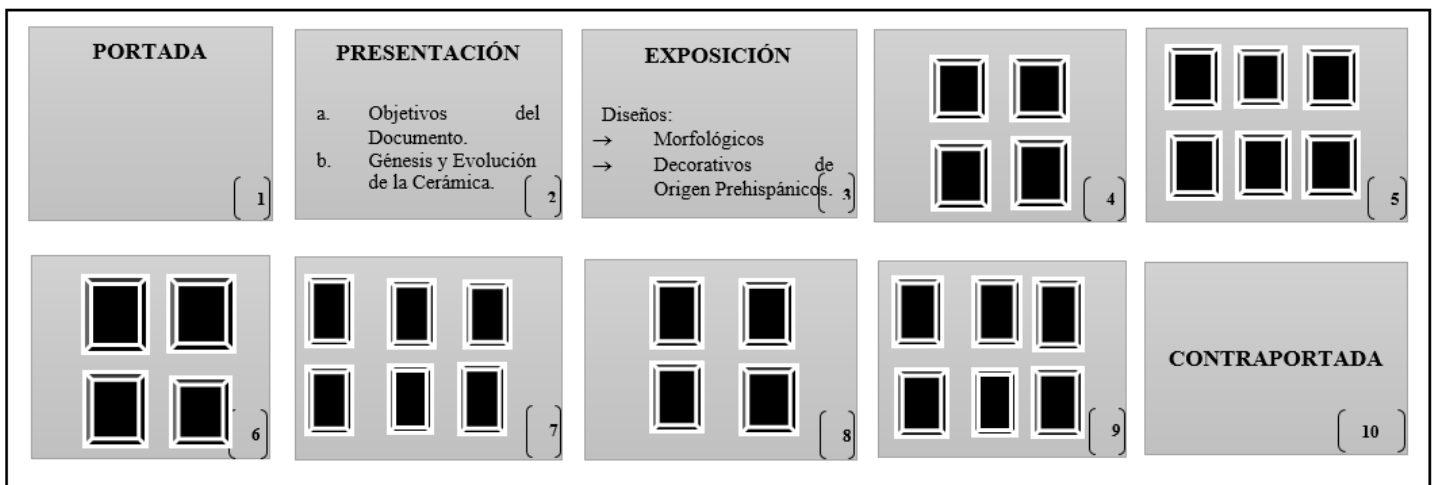 PORTADA
1
PRESENTACIÓN
a. Objetivos del
Documento.
b. Génesis y Evolución
de la Cerámica.
2
EXPOSICIÓN
Diseños:
→ Morfológicos
→ Decorativos de
Origen Prehispánicos.
3
4
5
6
7
8
9
CONTRAPORTADA
10